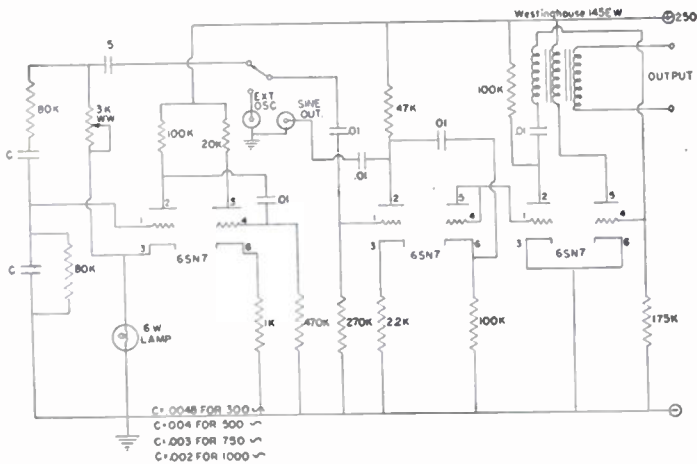 Westinghouse 145EW
250
5
80K
3K
WW
C
EXT
OSC
SINE
OUT.
100K
20K
.01
47K
.01
.01
.01
100K
.01
OUTPUT
2
5
1
4
3
6
6SN7
2
5
1
4
3
6
6SN7
2
5
1
4
3
6
6SN7
C
80K
6W
LAMP
1K
470K
270K
2.2K
100K
175K
C=.0048 FOR 300 ~
C=.004 FOR 500 ~
C=.003 FOR 750 ~
C=.002 FOR 1000 ~